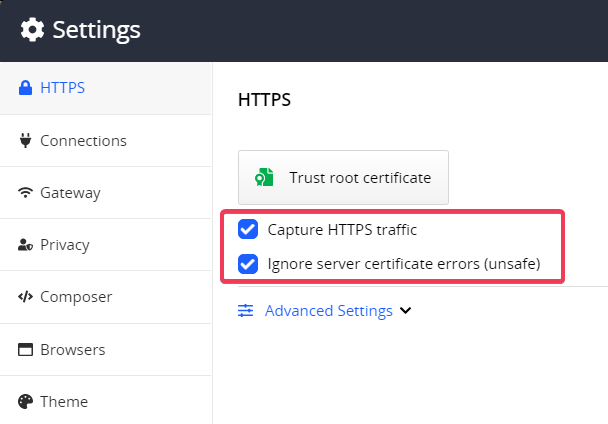 Settings
HTTPS
Connections
Gateway
Privacy
Composer
Browsers
Theme
HTTPS
Trust root certificate
Capture HTTPS traffic
Ignore server certificate errors (unsafe)
Advanced Settings